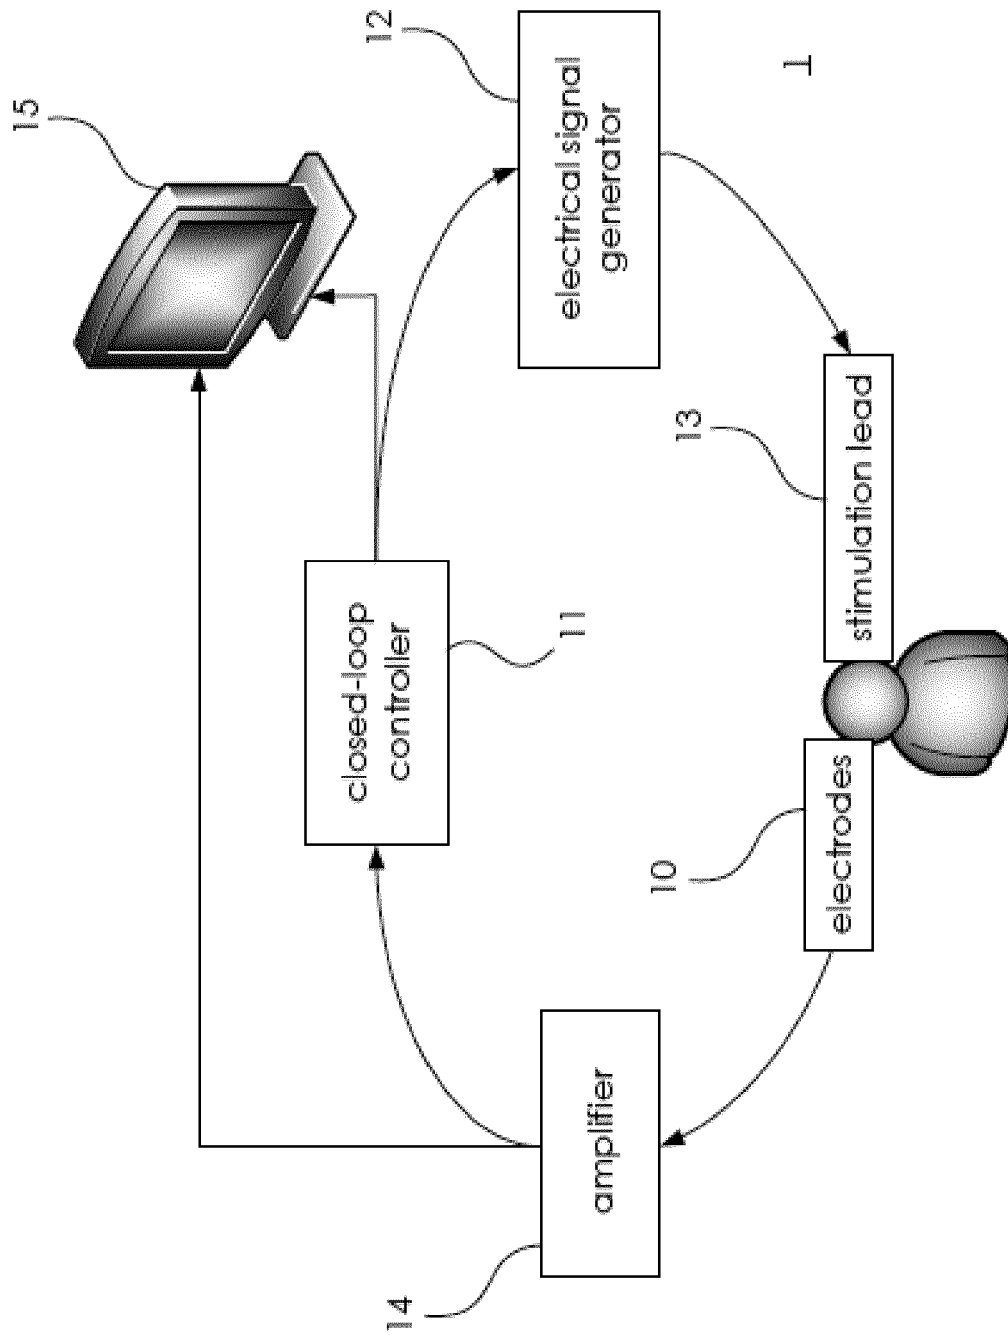 15
12
electrical signal
generator
1
closed-loop
controller
11
13
stimulation lead
10
electrodes
14
amplifier